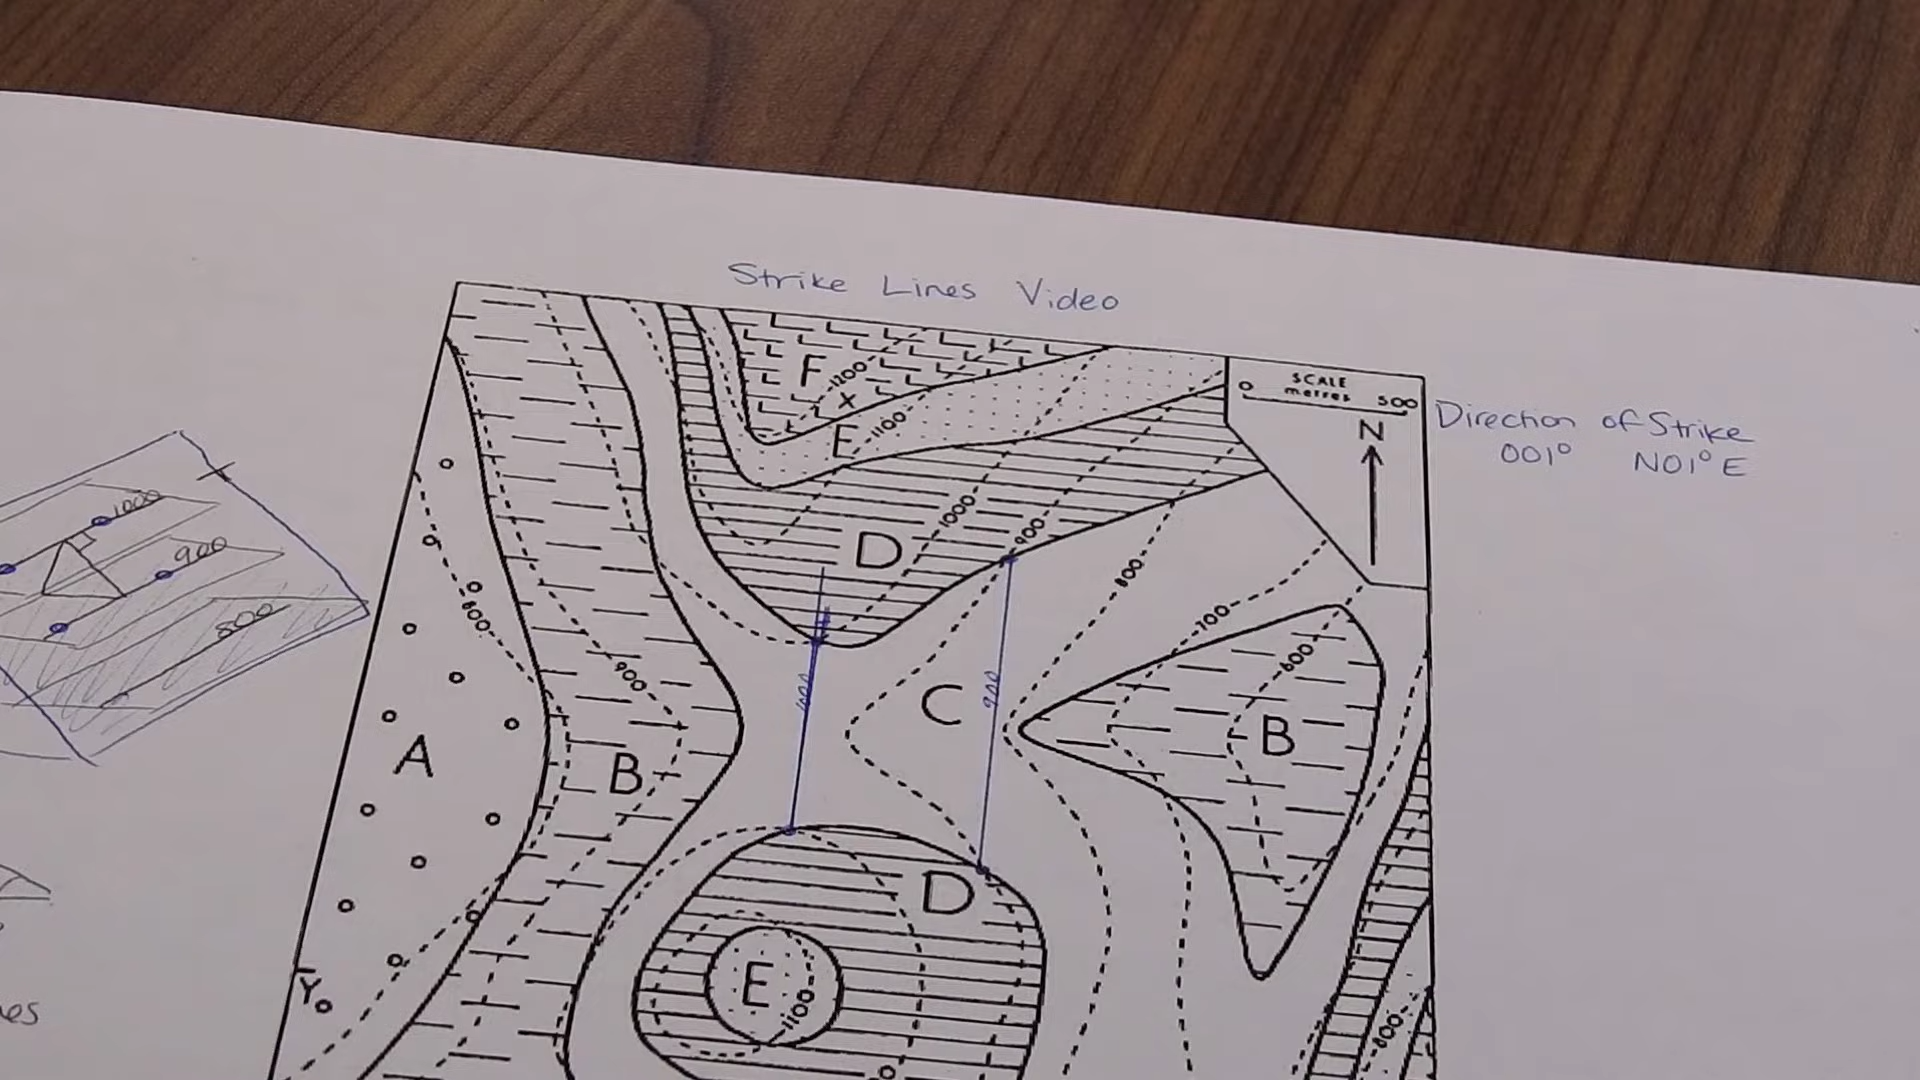 Strike Lines Video
SCALE
metres
0 500
N
Direction of Strike
001° N01°E
F
1200
X
E
1100
D
1000
900
1000
900
800
A
800
B
900
1000
900
C
800
700
600
B
D
E
1100
Y
800